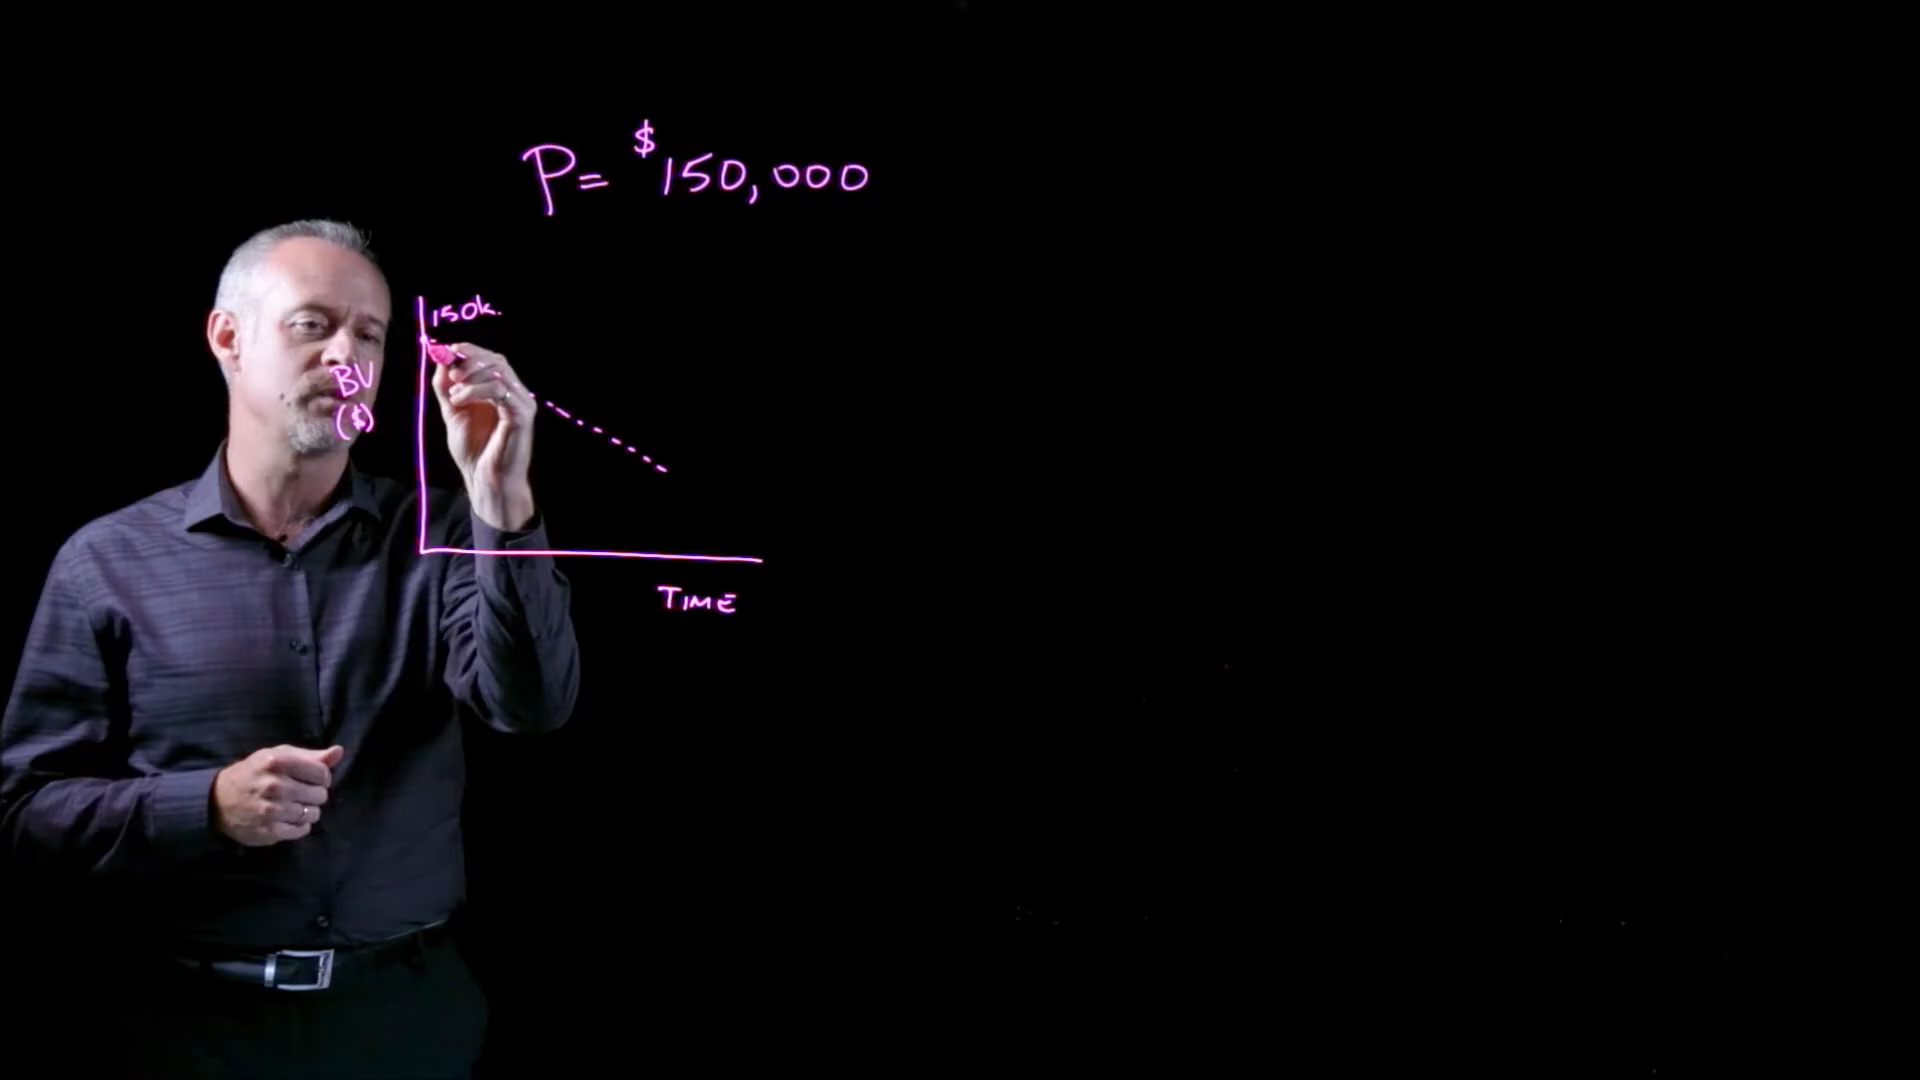 P = $150,000
150k.
BV
($)
TIME